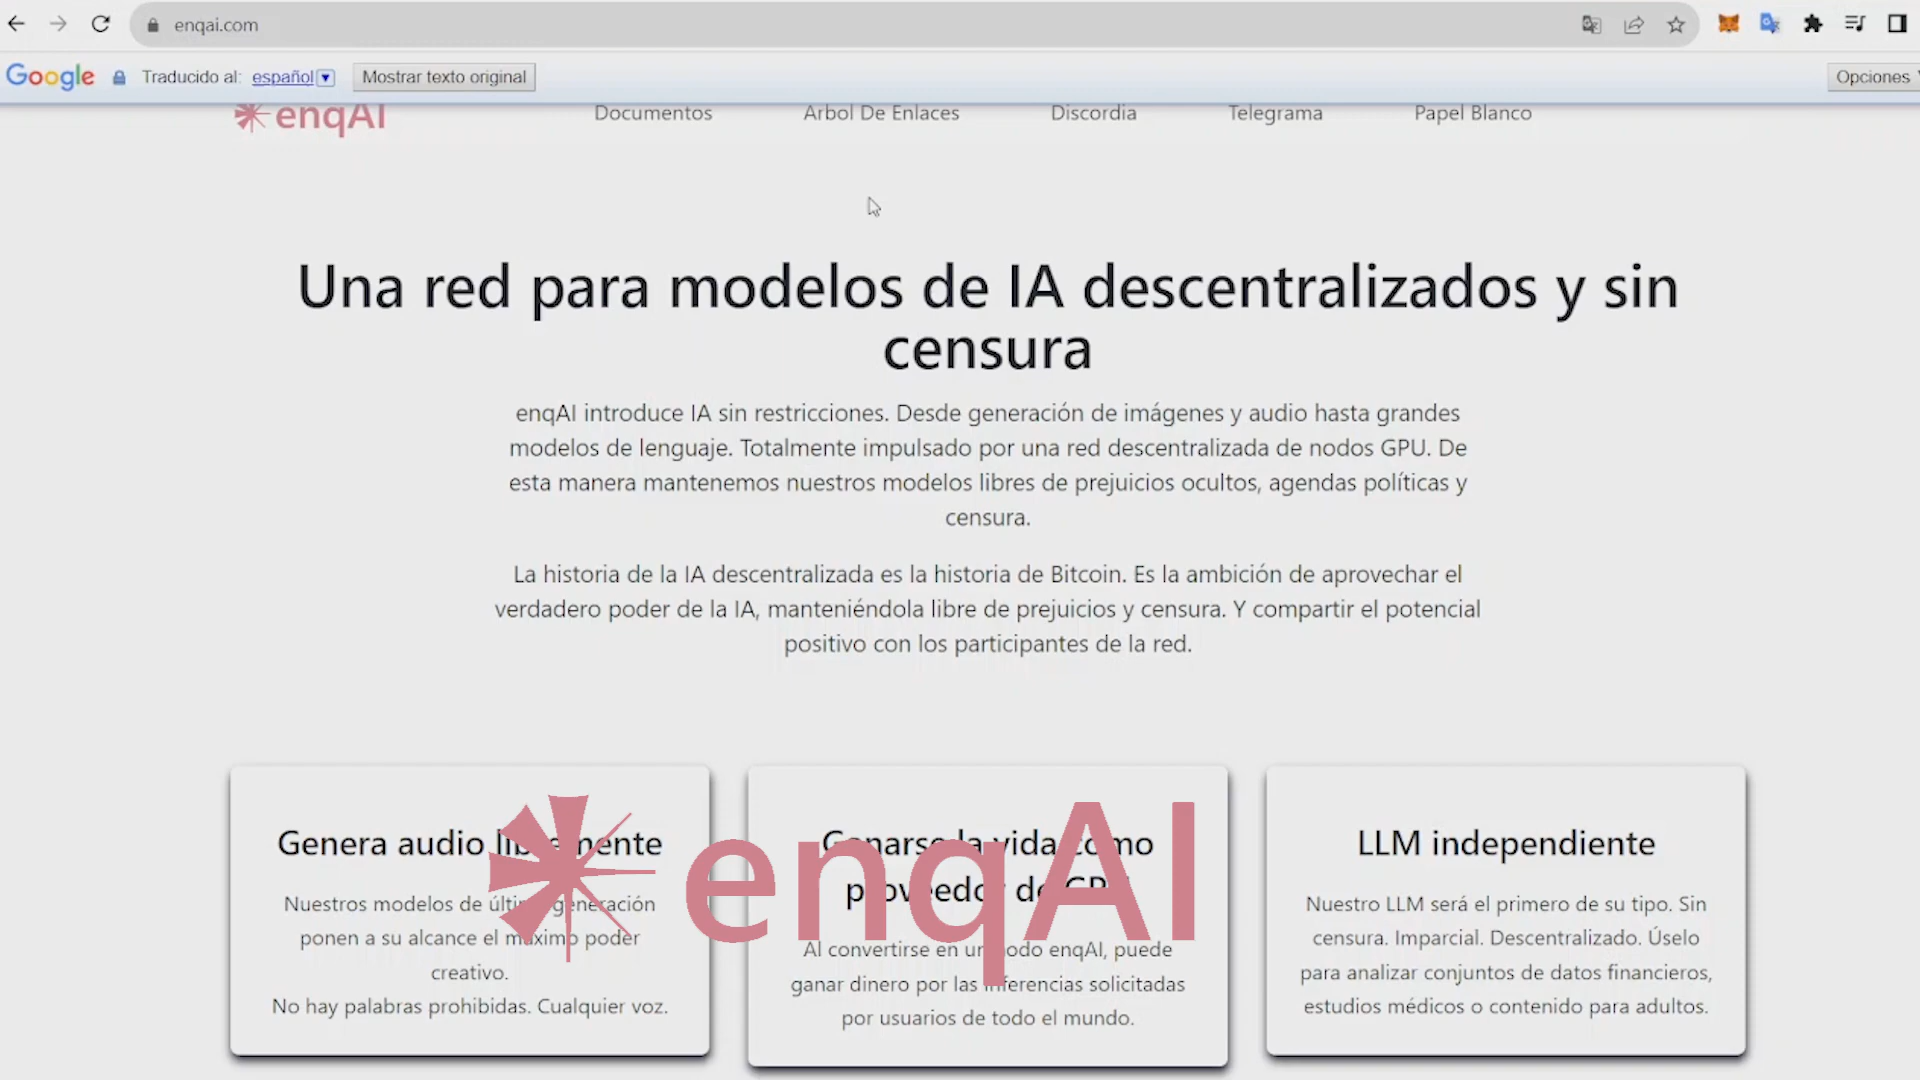 enqai.com
Google Traducido al: español Mostrar texto original Opciones
enqAI Documentos Arbol De Enlaces Discordia Telegrama Papel Blanco
Una red para modelos de IA descentralizados y sin
censura
enqAI introduce IA sin restricciones. Desde generación de imágenes y audio hasta grandes
modelos de lenguaje. Totalmente impulsado por una red descentralizada de nodos GPU. De
esta manera mantenemos nuestros modelos libres de prejuicios ocultos, agendas políticas y
censura.
La historia de la IA descentralizada es la historia de Bitcoin. Es la ambición de aprovechar el
verdadero poder de la IA, manteniéndola libre de prejuicios y censura. Y compartir el potencial
positivo con los participantes de la red.
Genera audio libremente
Nuestros modelos de última generación
ponen a su alcance el máximo poder
creativo.
No hay palabras prohibidas. Cualquier voz.
Ganarse la vida como
proveedor de GPU
Al convertirse en un nodo enqAI, puede
ganar dinero por las inferencias solicitadas
por usuarios de todo el mundo.
LLM independiente
Nuestro LLM será el primero de su tipo. Sin
censura. Imparcial. Descentralizado. Úselo
para analizar conjuntos de datos financieros,
estudios médicos o contenido para adultos.
enqAI